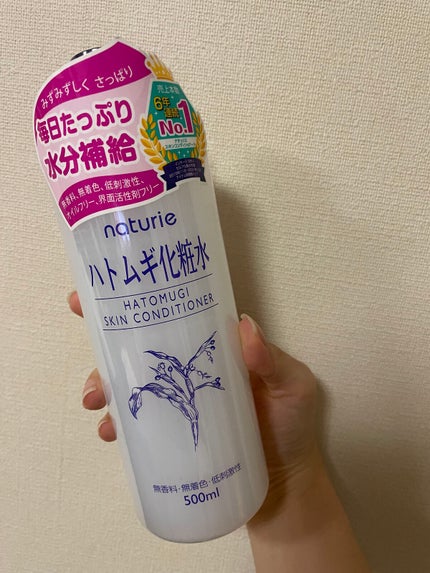 みずみずしく さっぱり
毎日たっぷり
水分補給
無香料、無着色、低刺激性、
オイルフリー、界面活性剤フリー
売上本数
6年連続
No.1
naturie
ハトムギ化粧水
HATOMUGI
SKIN CONDITIONER
無香料・無着色・低刺激性
500ml